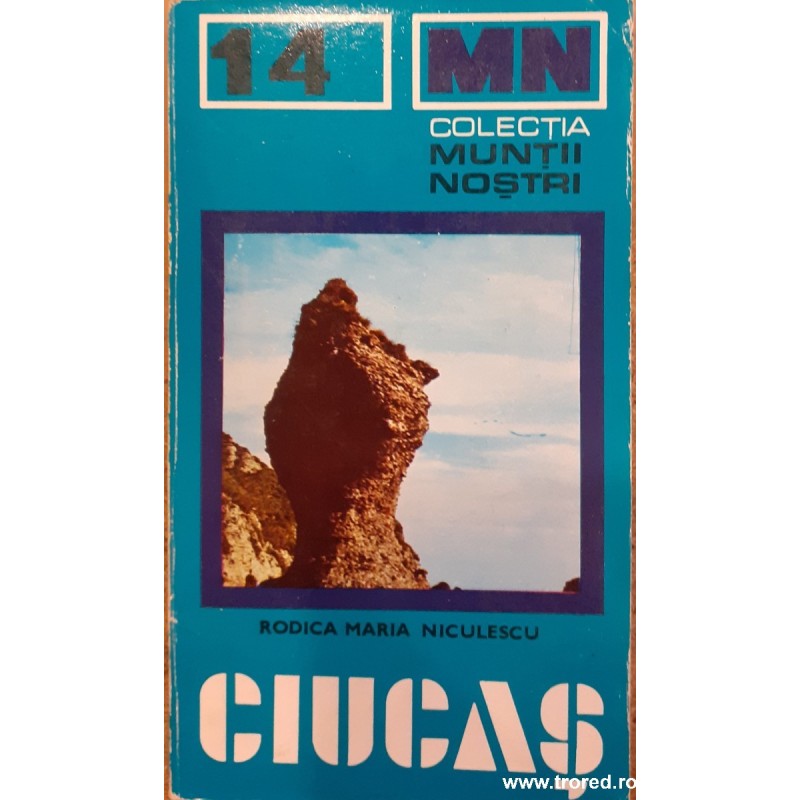 14
MN
COLECȚIA
MUNȚII
NOȘTRI
RODICA MARIA NICULESCU
CIUCAȘ
www.trored.ro